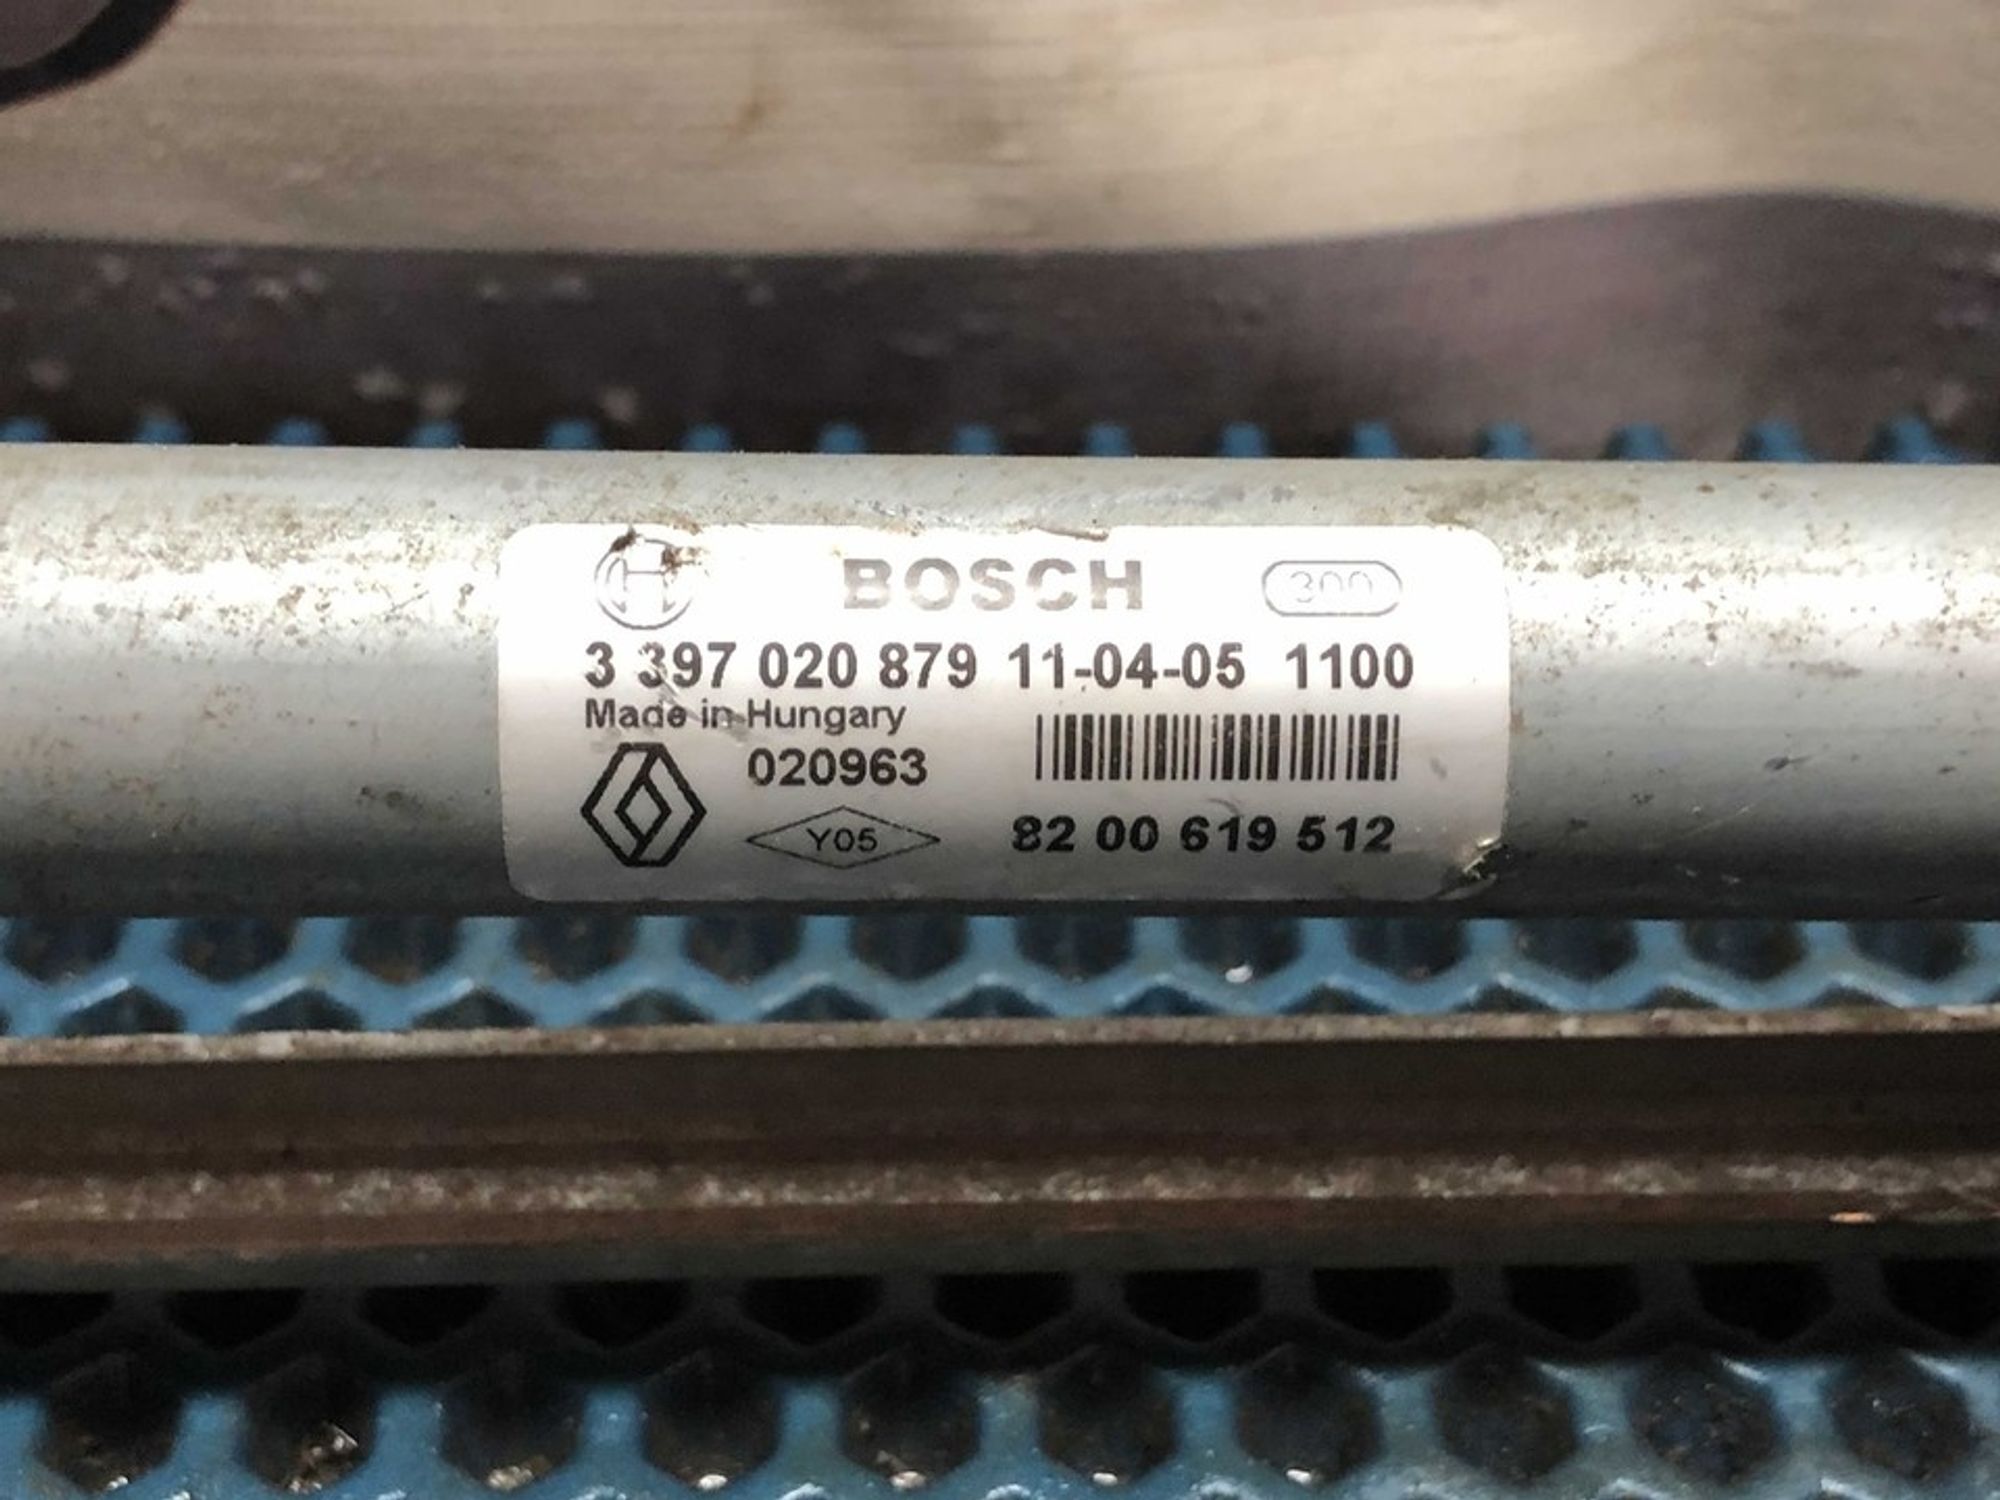 BOSCH 300
3 397 020 879 11-04-05 1100
Made in Hungary
020963
Y05 82 00 619 512